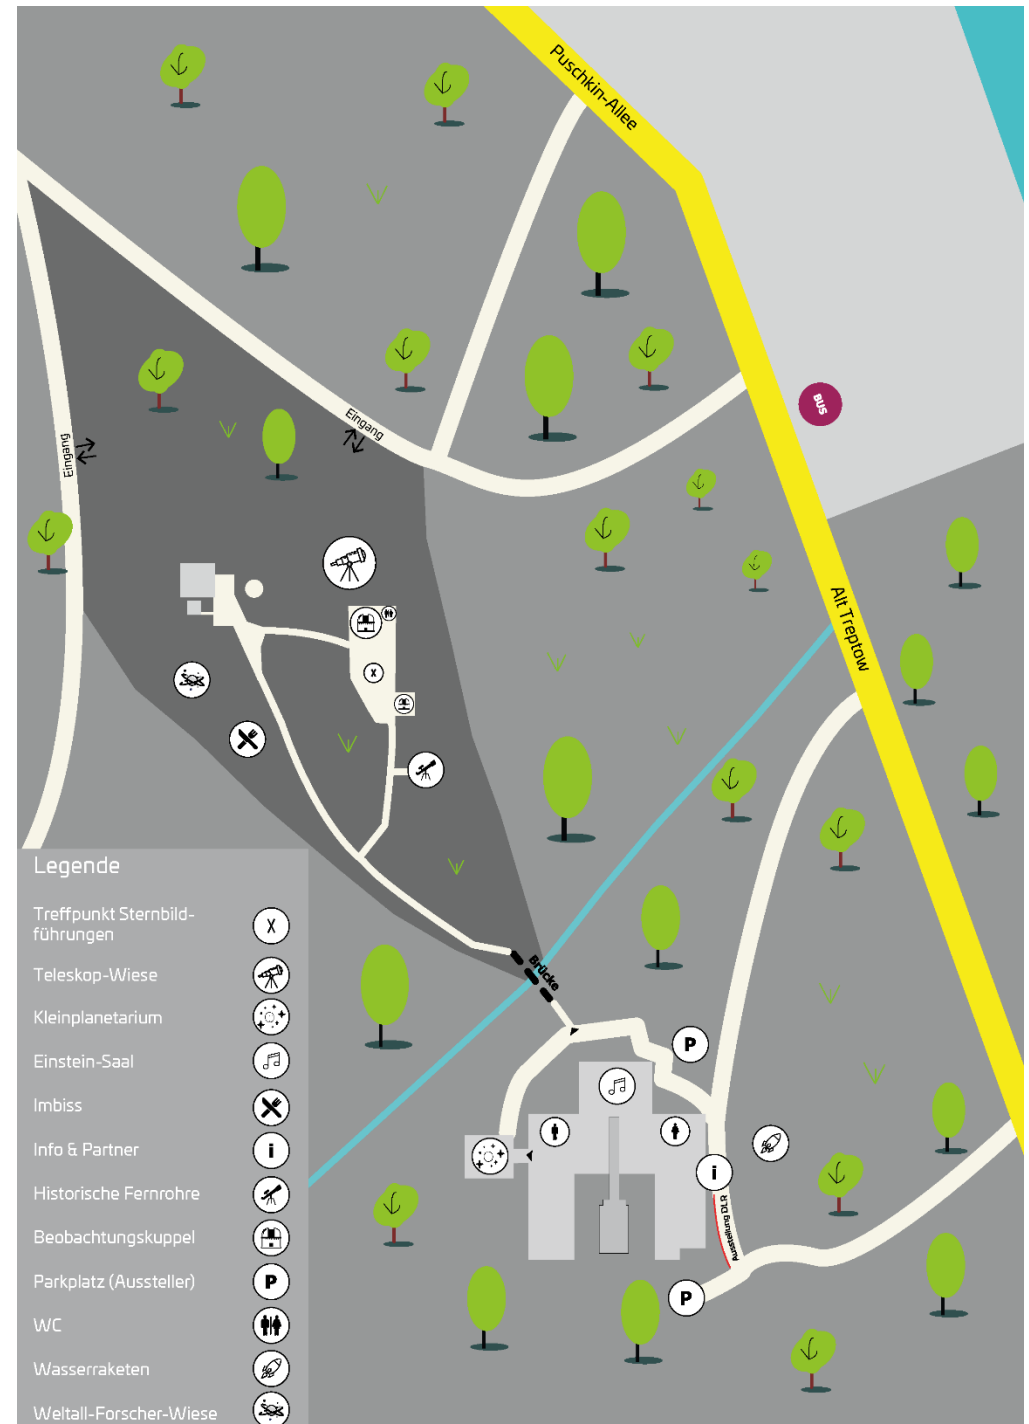 Puschkin-Allee
BUS
Eingang
Eingang
Alt Treptow
X
Brücke
P
i
Ausstellung DLR
P
Legende
Treffpunkt Sternbild-
führungen
X
Teleskop-Wiese
Kleinplanetarium
Einstein-Saal
Imbiss
Info & Partner
i
Historische Fernrohre
Beobachtungskuppel
Parkplatz (Aussteller)
P
WC
Wasserraketen
Weltall-Forscher-Wiese